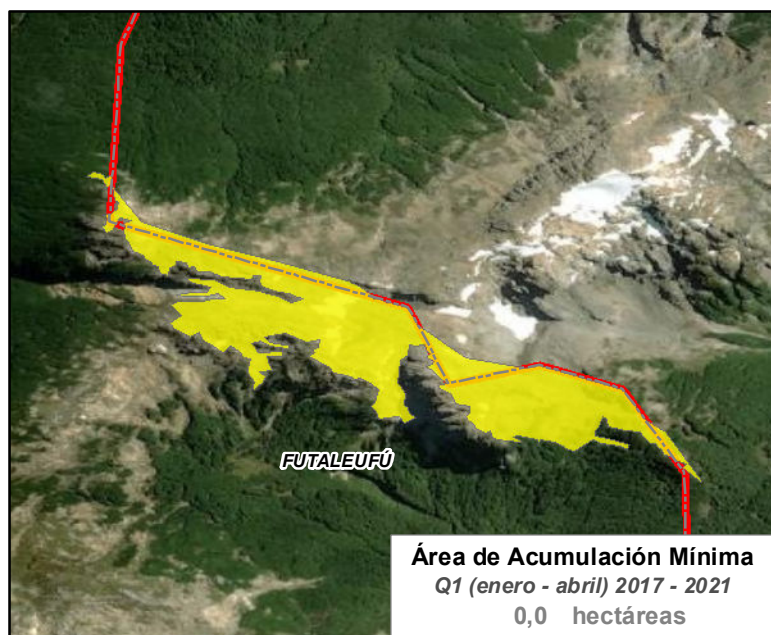 FUTALEUFÚ
Área de Acumulación Mínima
Q1 (enero - abril) 2017 - 2021
0,0 hectáreas